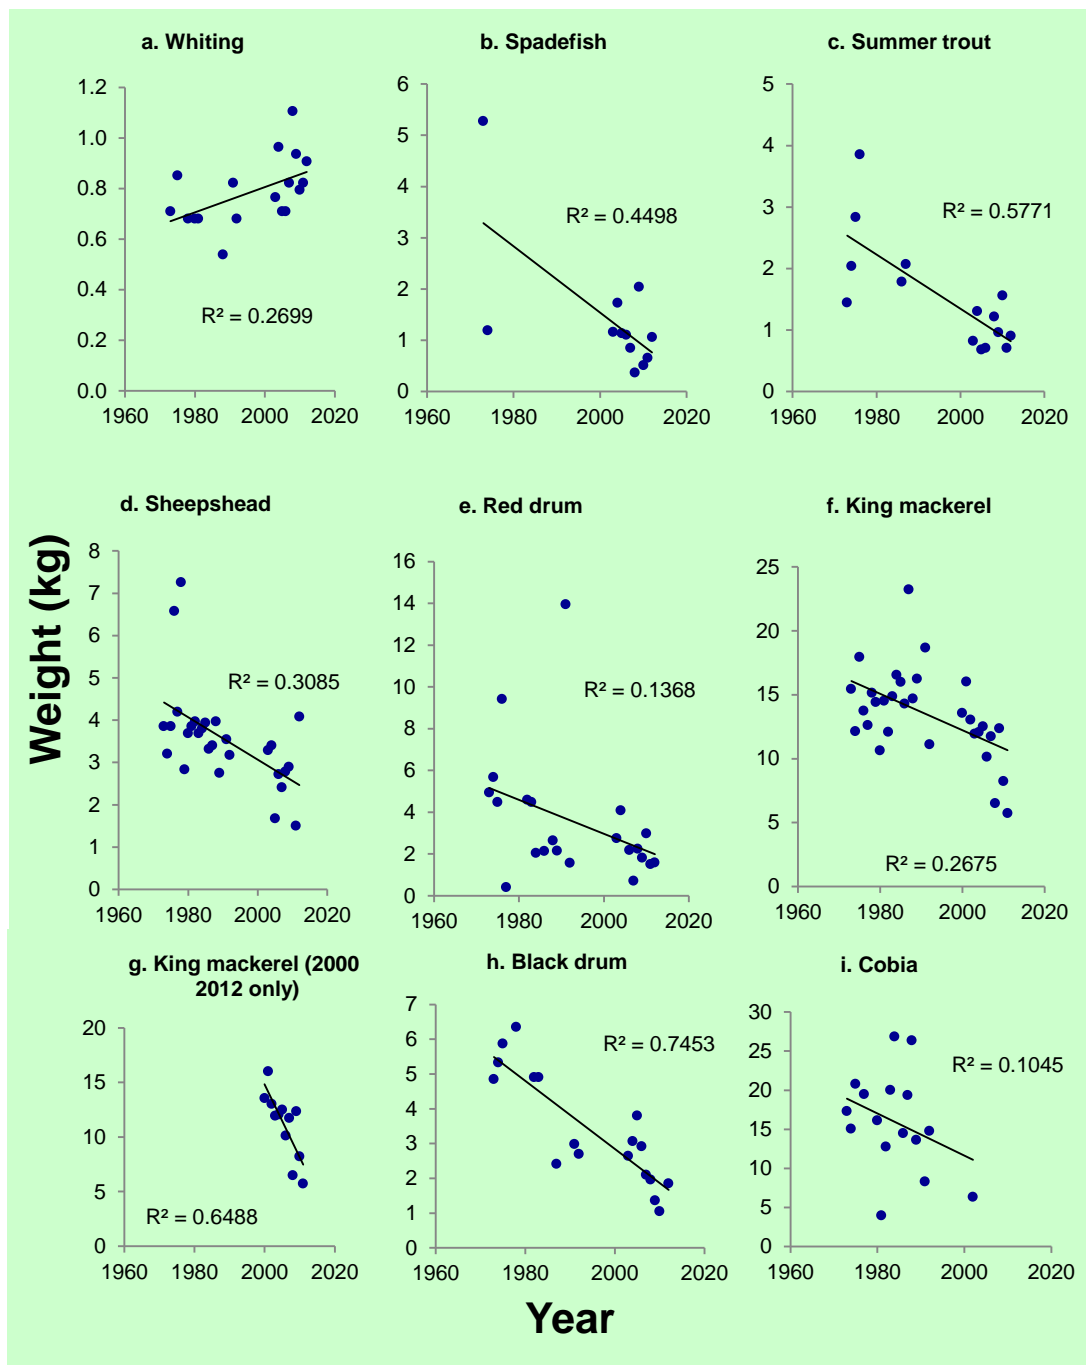 a. Whiting
1.2
1.0
0.8
0.6
0.4
0.2
0.0
R² = 0.2699
1960 1980 2000 2020
b. Spadefish
6
5
4
3
2
1
0
R² = 0.4498
1960 1980 2000 2020
c. Summer trout
5
4
3
2
1
0
R² = 0.5771
1960 1980 2000 2020
Weight (kg)
d. Sheepshead
8
7
6
5
4
3
2
1
0
R² = 0.3085
1960 1980 2000 2020
e. Red drum
16
14
12
10
8
6
4
2
0
R² = 0.1368
1960 1980 2000 2020
f. King mackerel
25
20
15
10
5
0
R² = 0.2675
1960 1980 2000 2020
g. King mackerel (2000
2012 only)
20
15
10
5
0
R² = 0.6488
1960 1980 2000 2020
h. Black drum
7
6
5
4
3
2
1
0
R² = 0.7453
1960 1980 2000 2020
i. Cobia
30
25
20
15
10
5
0
R² = 0.1045
1960 1980 2000 2020
Year